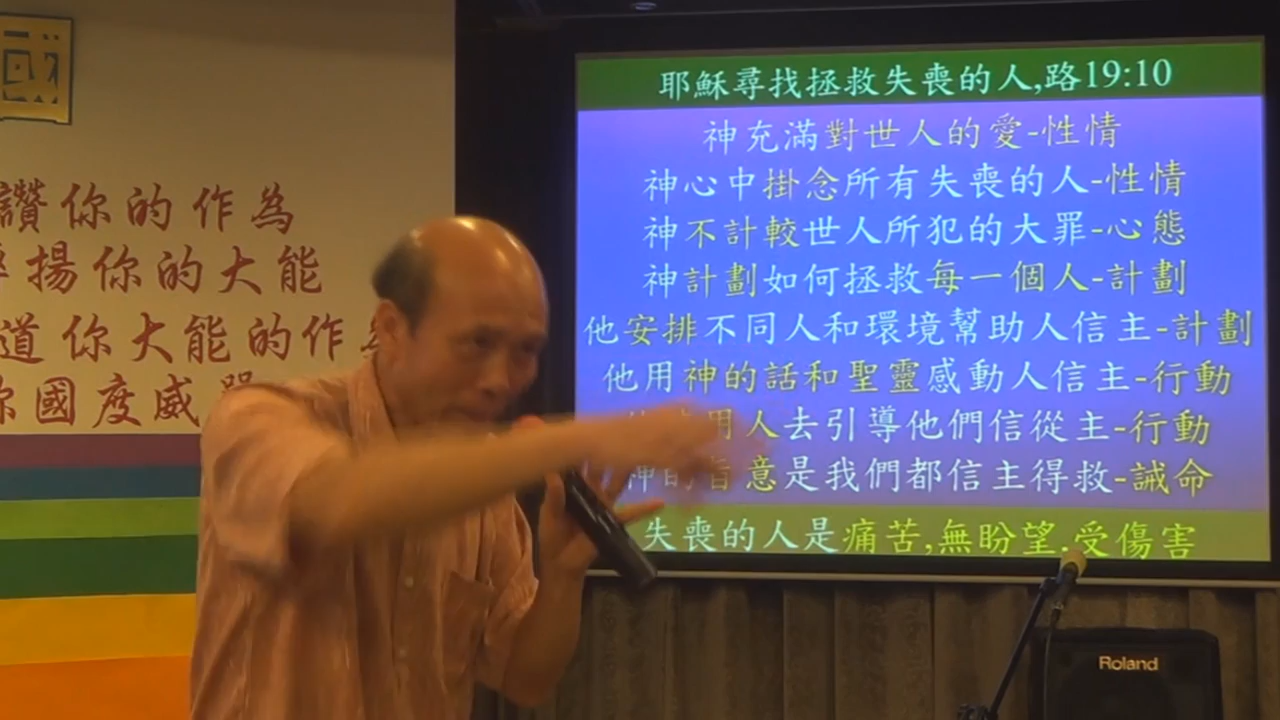 國
讚你的作為
揚你的大能
道你大能的作為
你國度威
耶穌尋找拯救失喪的人,路19:10
神充滿對世人的愛-性情
神心中掛念所有失喪的人-性情
神不計較世人所犯的大罪-心態
神計劃如何拯救每一個人-計劃
他安排不同人和環境幫助人信主-計劃
他用神的話和聖靈感動人信主-行動
用人去引導他們信從主-行動
神的旨意是我們都信主得救-誡命
失喪的人是痛苦,無盼望,受傷害
Roland